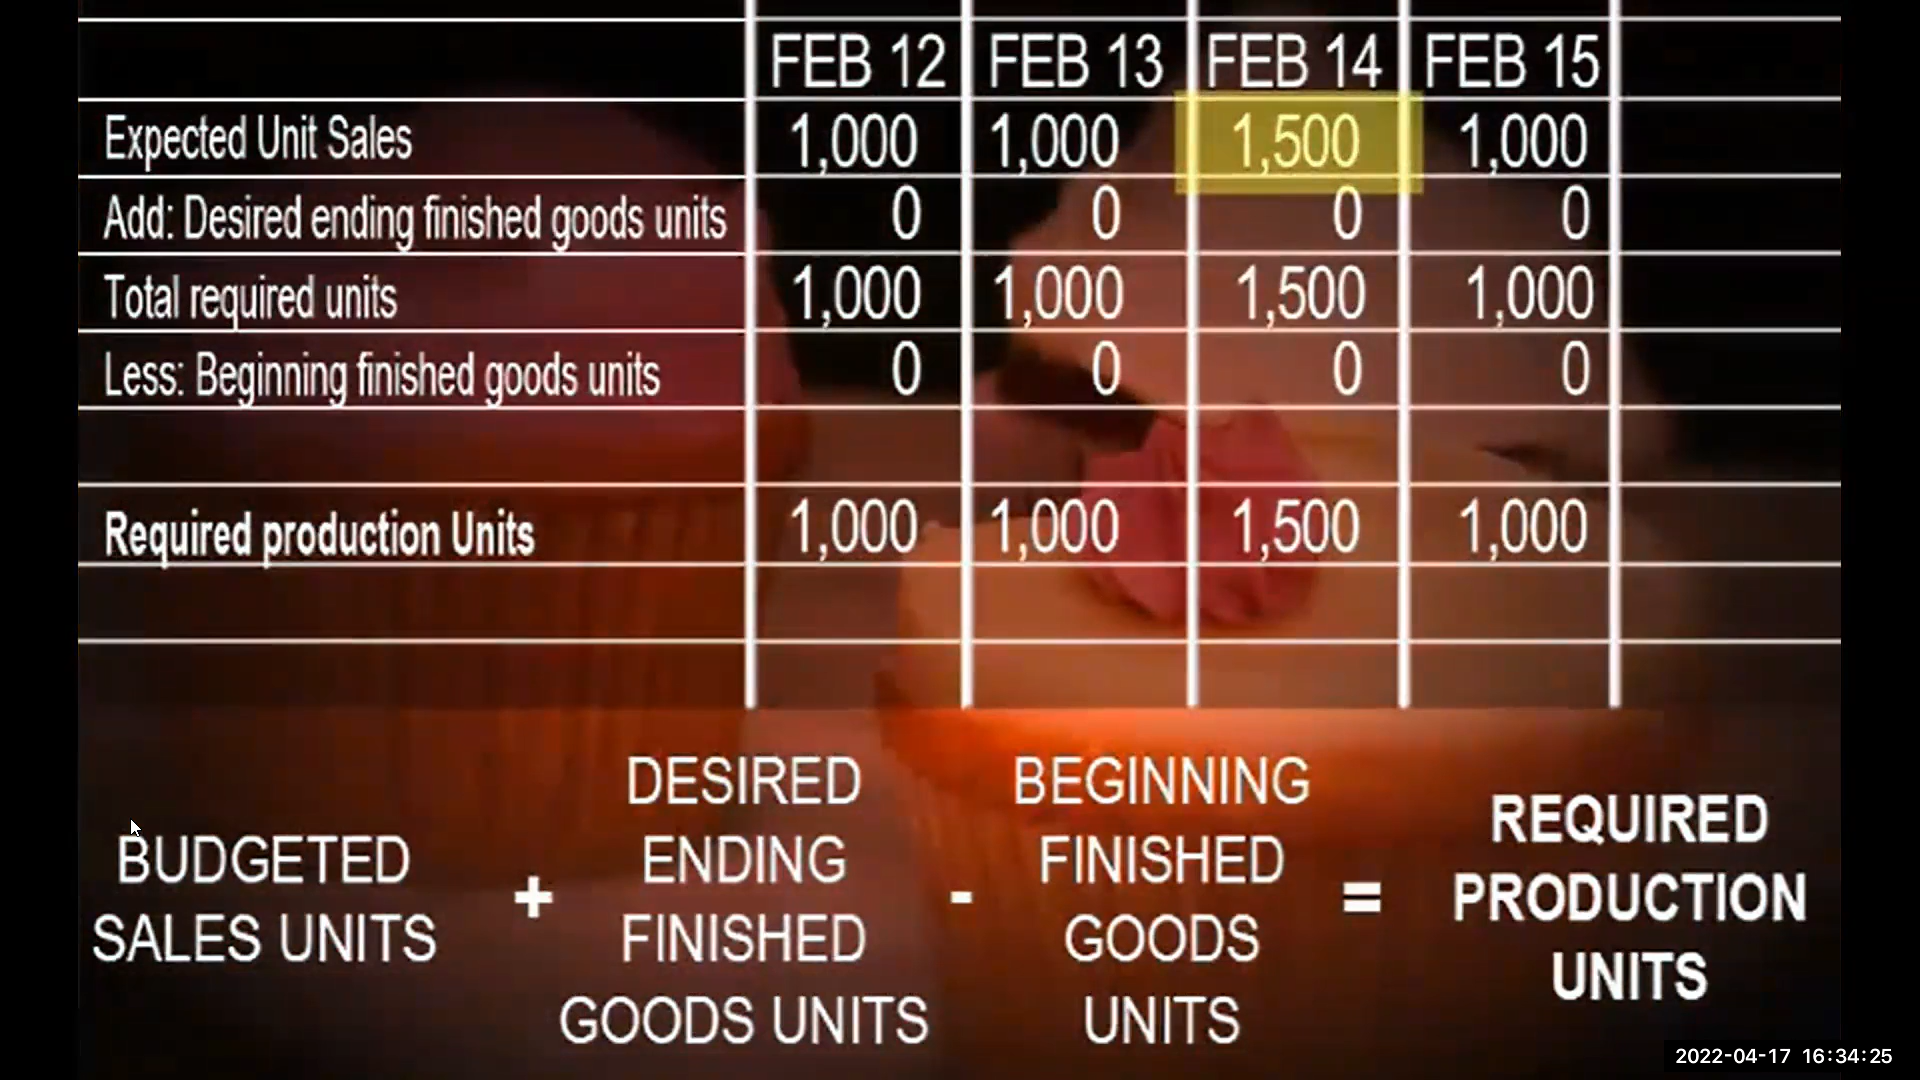 FEB 12 FEB 13 FEB 14 FEB 15
Expected Unit Sales 1,000 1,000 1,500 1,000
Add: Desired ending finished goods units 0 0 0 0
Total required units 1,000 1,000 1,500 1,000
Less: Beginning finished goods units 0 0 0 0
Required production Units 1,000 1,000 1,500 1,000
BUDGETED
SALES UNITS
+
DESIRED
ENDING
FINISHED
GOODS UNITS
-
BEGINNING
FINISHED
GOODS
UNITS
=
REQUIRED
PRODUCTION
UNITS
2022-04-17 16:34:25